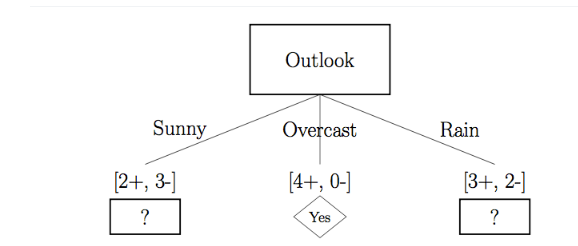 Outlook
Sunny Overcast Rain
[2+, 3-] [4+, 0-] [3+, 2-]
? Yes ?